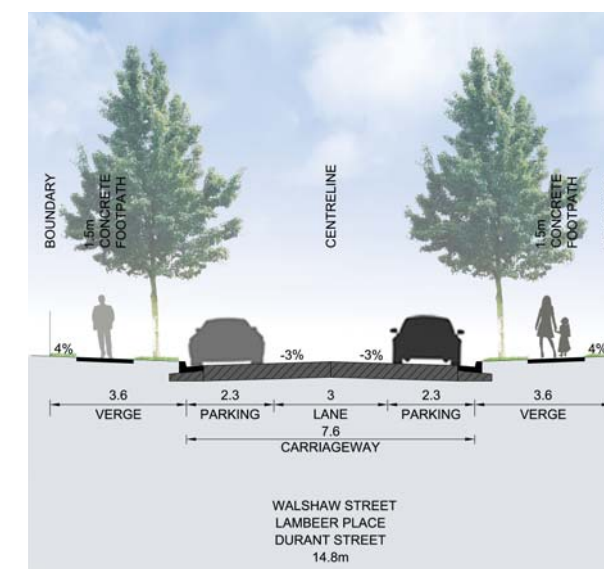 BOUNDARY
1.5m
CONCRETE
FOOTPATH
CENTRELINE
1.5m
CONCRETE
FOOTPATH
4%
-3%
-3%
4%
3.6
2.3
3
2.3
3.6
VERGE
PARKING
LANE
PARKING
VERGE
7.6
CARRIAGEWAY
WALSHAW STREET
LAMBEER PLACE
DURANT STREET
14.8m